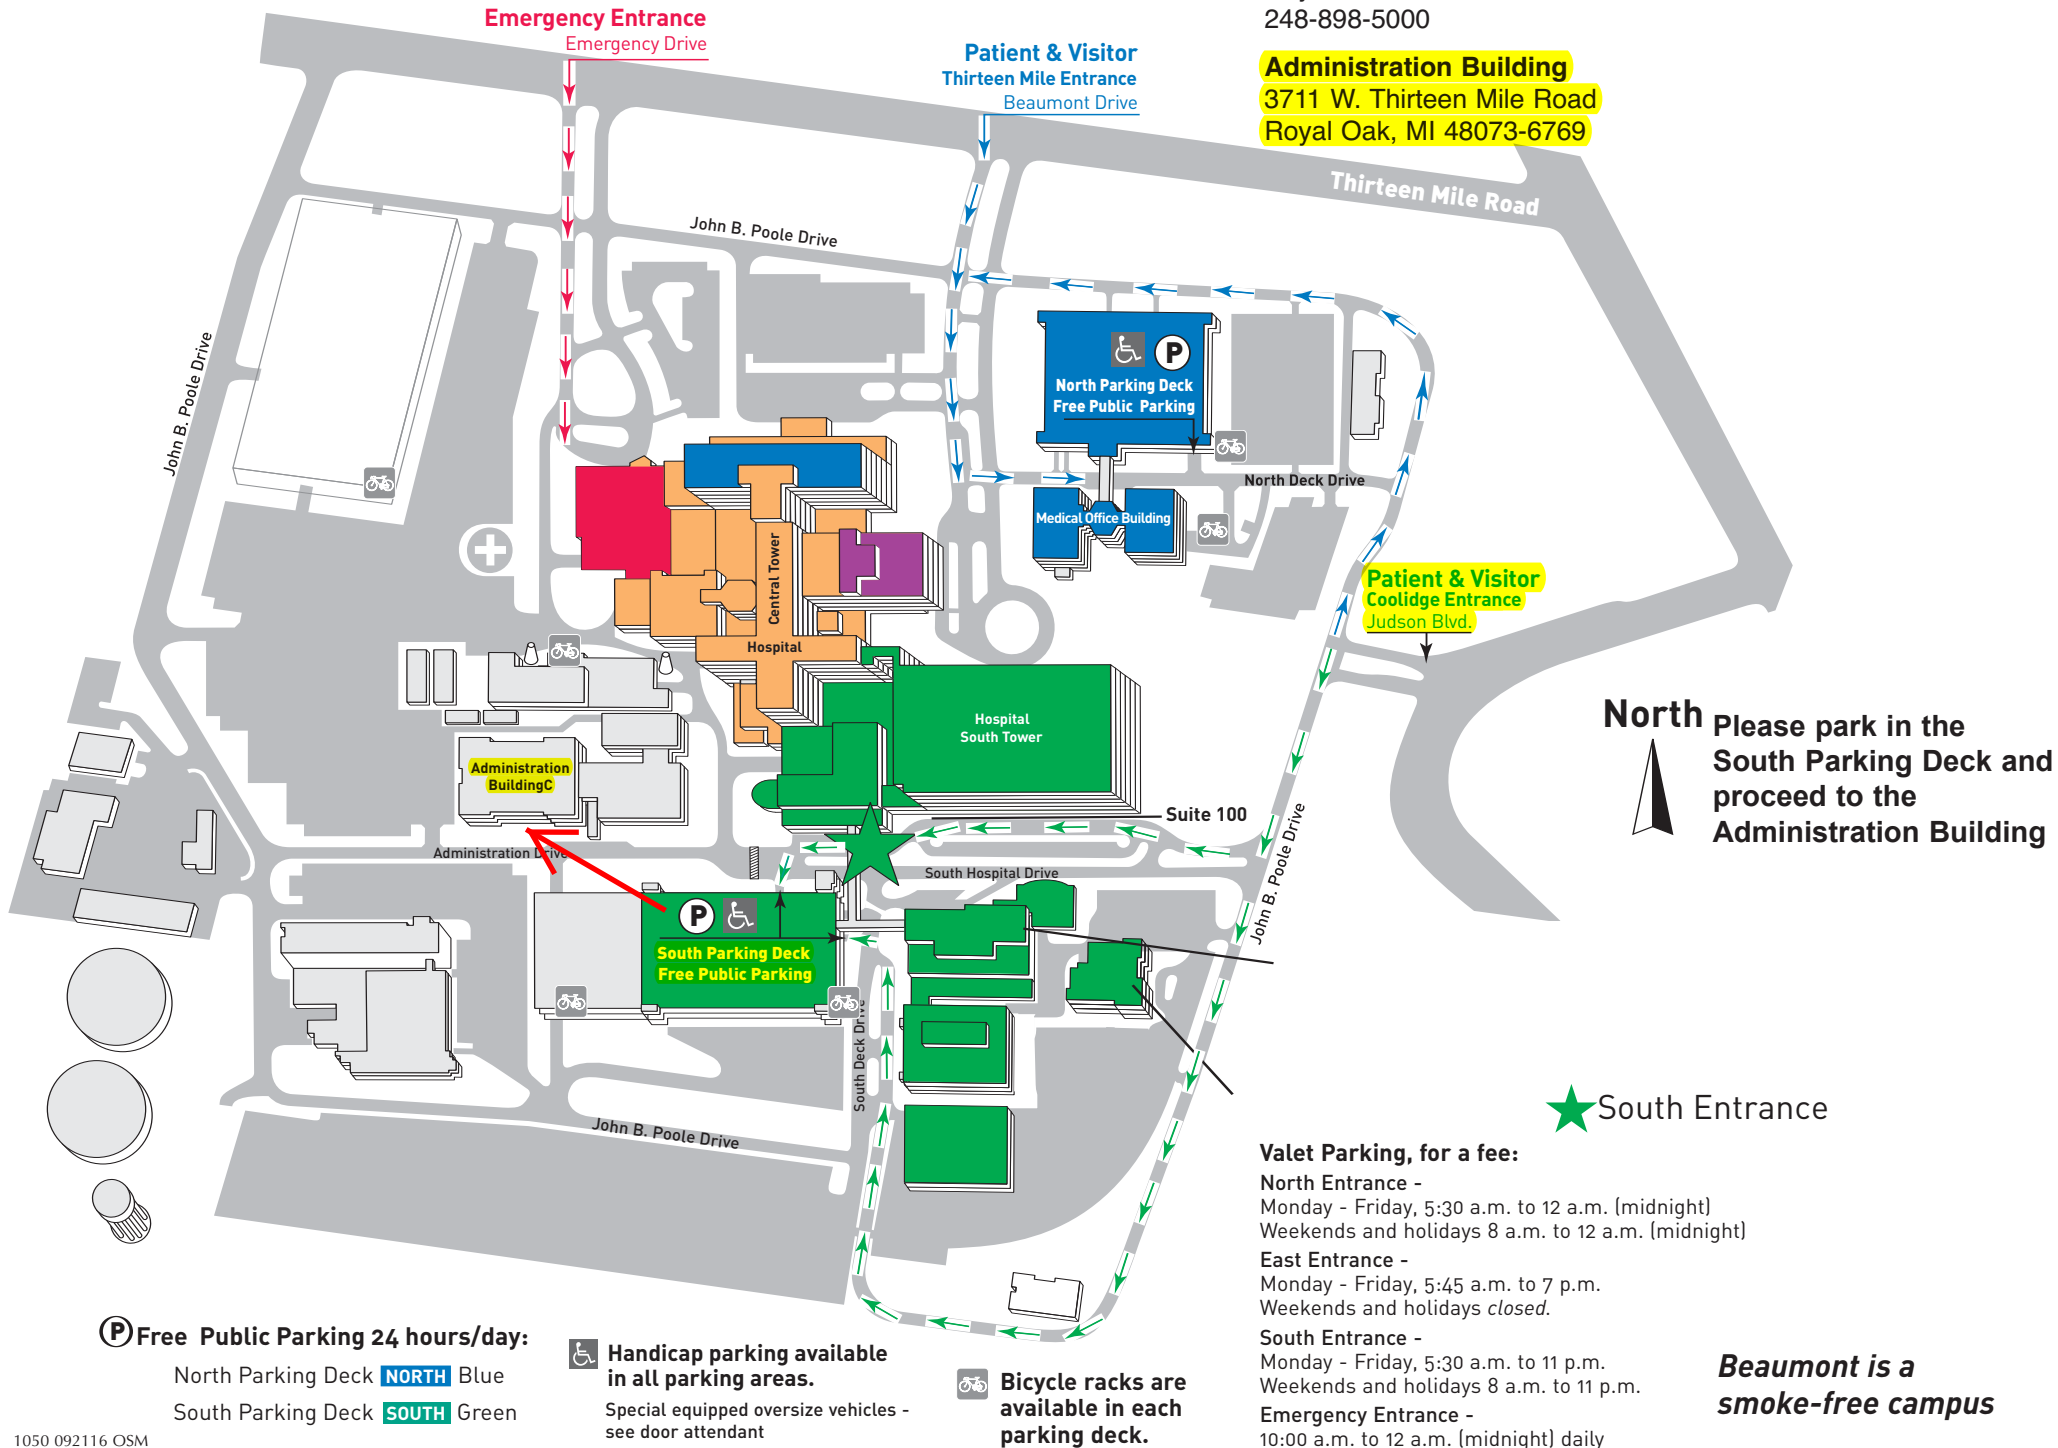 Emergency Entrance
Emergency Drive
Patient & Visitor
Thirteen Mile Entrance
Beaumont Drive
248-898-5000
Administration Building
3711 W. Thirteen Mile Road
Royal Oak, MI 48073-6769
Thirteen Mile Road
John B. Poole Drive
John B. Poole Drive
P
North Parking Deck
Free Public Parking
North Deck Drive
Medical Office Building
Central Tower
Hospital
Patient & Visitor
Coolidge Entrance
Judson Blvd.
Hospital
South Tower
North
Please park in the
South Parking Deck and
proceed to the
Administration Building
Administration
BuildingC
Suite 100
Administration Drive
South Hospital Drive
John B. Poole Drive
P
South Parking Deck
Free Public Parking
South Deck Drive
John B. Poole Drive
South Entrance
Valet Parking, for a fee:
North Entrance -
Monday - Friday, 5:30 a.m. to 12 a.m. (midnight)
Weekends and holidays 8 a.m. to 12 a.m. (midnight)
East Entrance -
Monday - Friday, 5:45 a.m. to 7 p.m.
Weekends and holidays closed.
South Entrance -
Monday - Friday, 5:30 a.m. to 11 p.m.
Weekends and holidays 8 a.m. to 11 p.m.
Emergency Entrance -
10:00 a.m. to 12 a.m. (midnight) daily
P Free Public Parking 24 hours/day:
North Parking Deck NORTH Blue
South Parking Deck SOUTH Green
Handicap parking available
in all parking areas.
Special equipped oversize vehicles -
see door attendant
Bicycle racks are
available in each
parking deck.
Beaumont is a
smoke-free campus
1050 092116 OSM